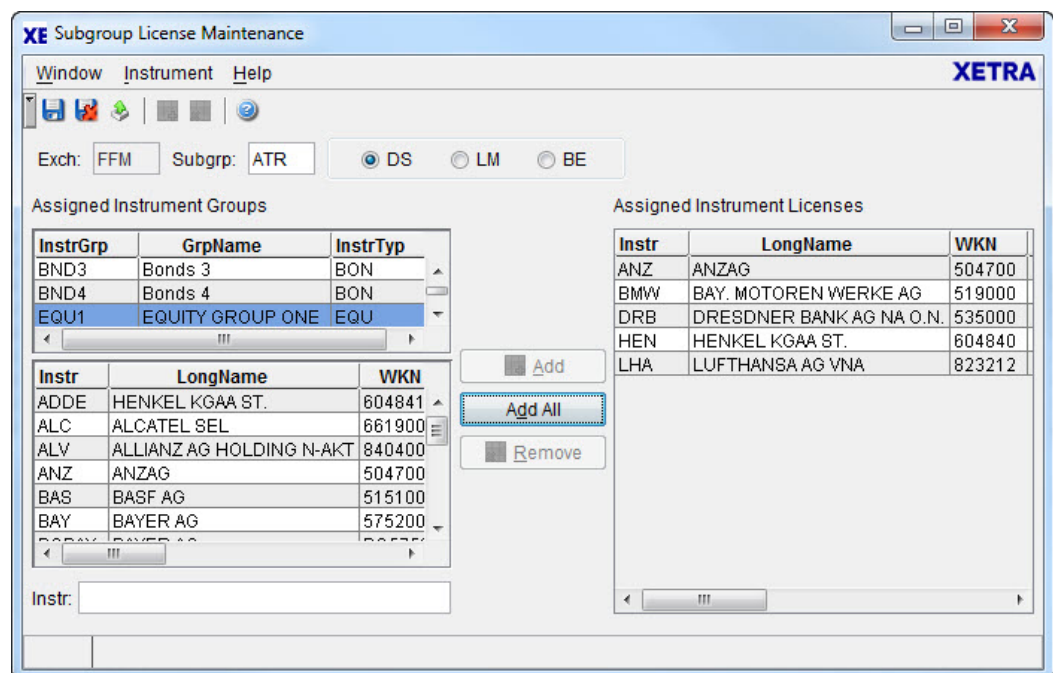 XE Subgroup License Maintenance
Window Instrument Help XETRA
Exch: FFM Subgrp: ATR DS LM BE
Assigned Instrument Groups
InstrGrp GrpName InstrTyp
BND3 Bonds 3 BON
BND4 Bonds 4 BON
EQU1 EQUITY GROUP ONE EQU
Instr LongName WKN
ADDE HENKEL KGAA ST. 604841
ALC ALCATEL SEL 661900
ALV ALLIANZ AG HOLDING N-AKT 840400
ANZ ANZAG 504700
BAS BASF AG 515100
BAY BAYER AG 575200
Instr:
Add
Add All
Remove
Assigned Instrument Licenses
Instr LongName WKN
ANZ ANZAG 504700
BMW BAY. MOTOREN WERKE AG 519000
DRB DRESDNER BANK AG NA O.N. 535000
HEN HENKEL KGAA ST. 604840
LHA LUFTHANSA AG VNA 823212